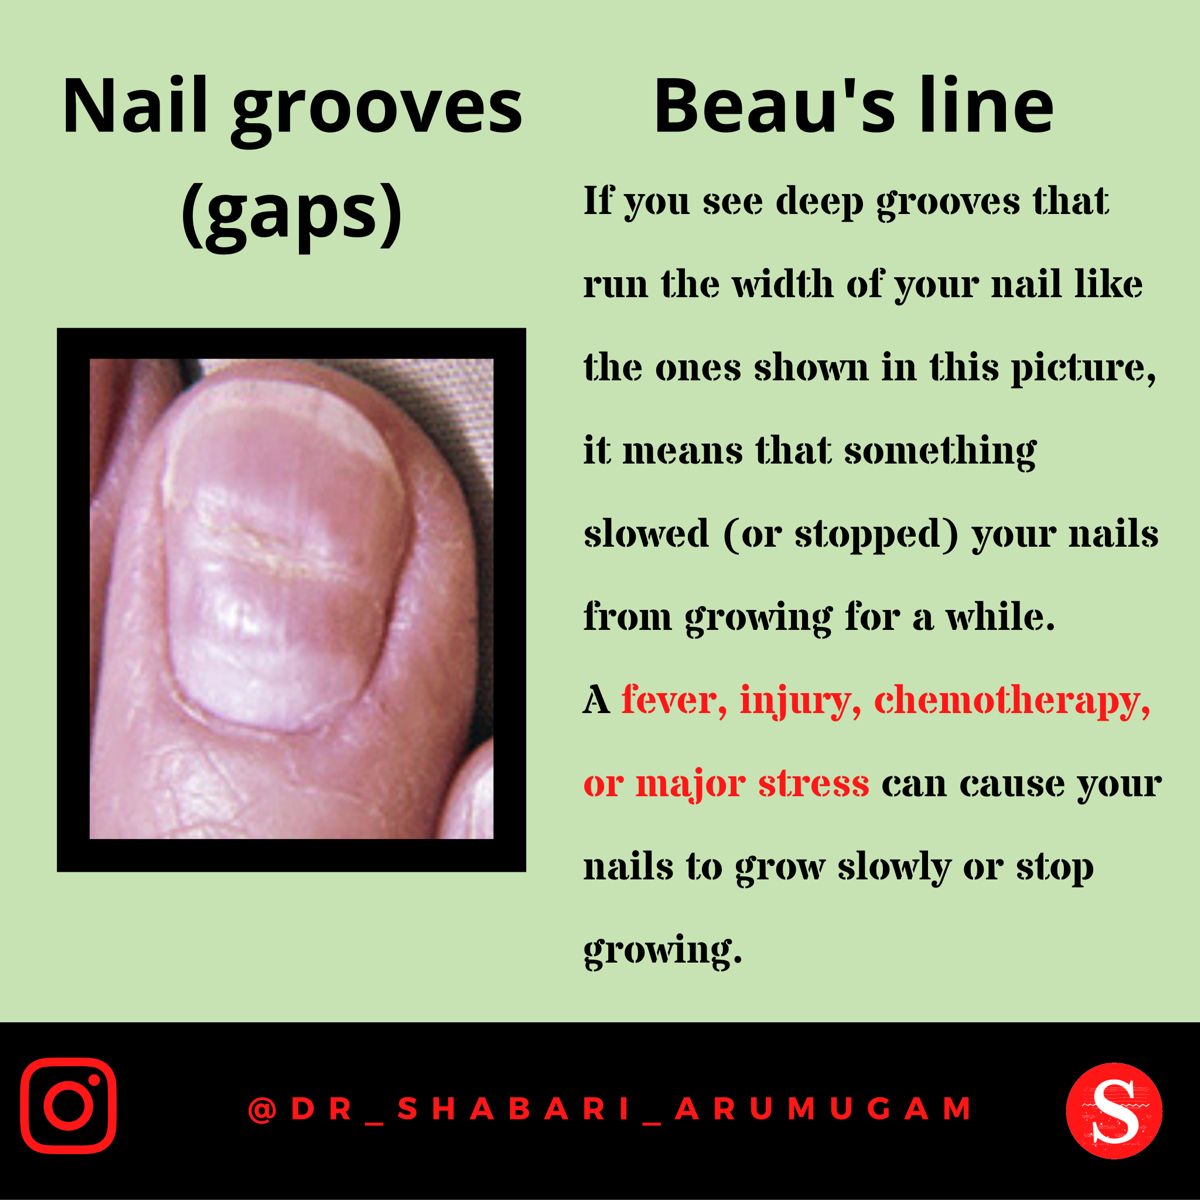 Nail grooves
(gaps)
Beau's line
If you see deep grooves that
run the width of your nail like
the ones shown in this picture,
it means that something
slowed (or stopped) your nails
from growing for a while.
A fever, injury, chemotherapy,
or major stress can cause your
nails to grow slowly or stop
growing.
@DR_SHABARI_ARUMUGAM
S